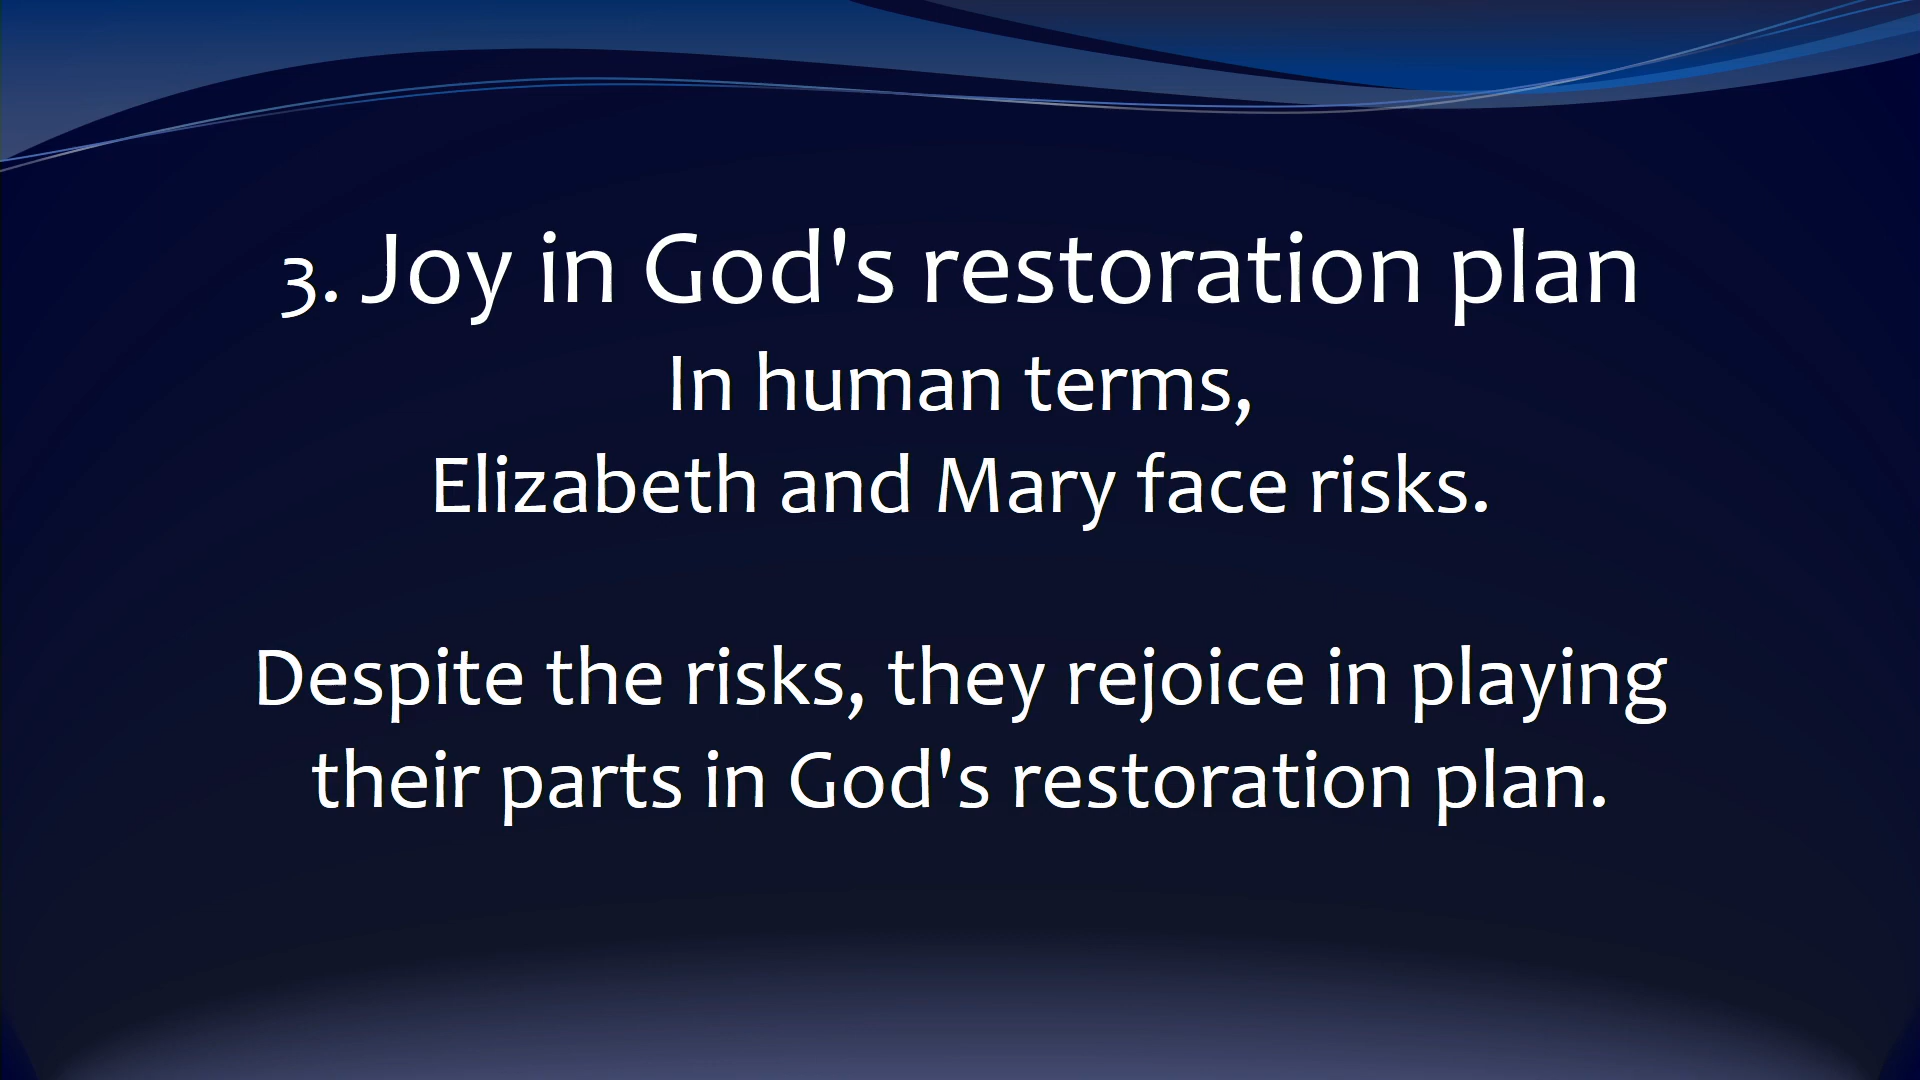 3. Joy in God's restoration plan
In human terms,
Elizabeth and Mary face risks.
Despite the risks, they rejoice in playing
their parts in God's restoration plan.